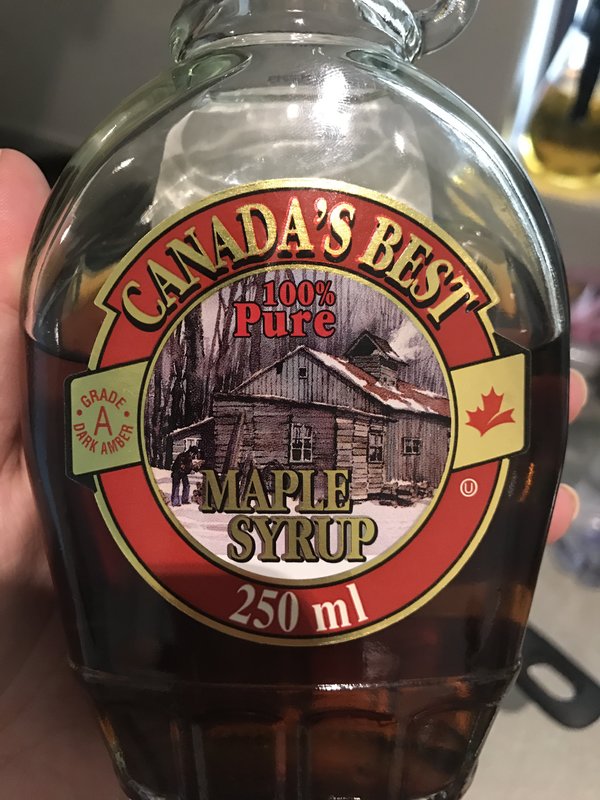 CANADA'S BEST
100%
Pure
GRADE
A
DARK AMBER
MAPLE
SYRUP
U
250 ml